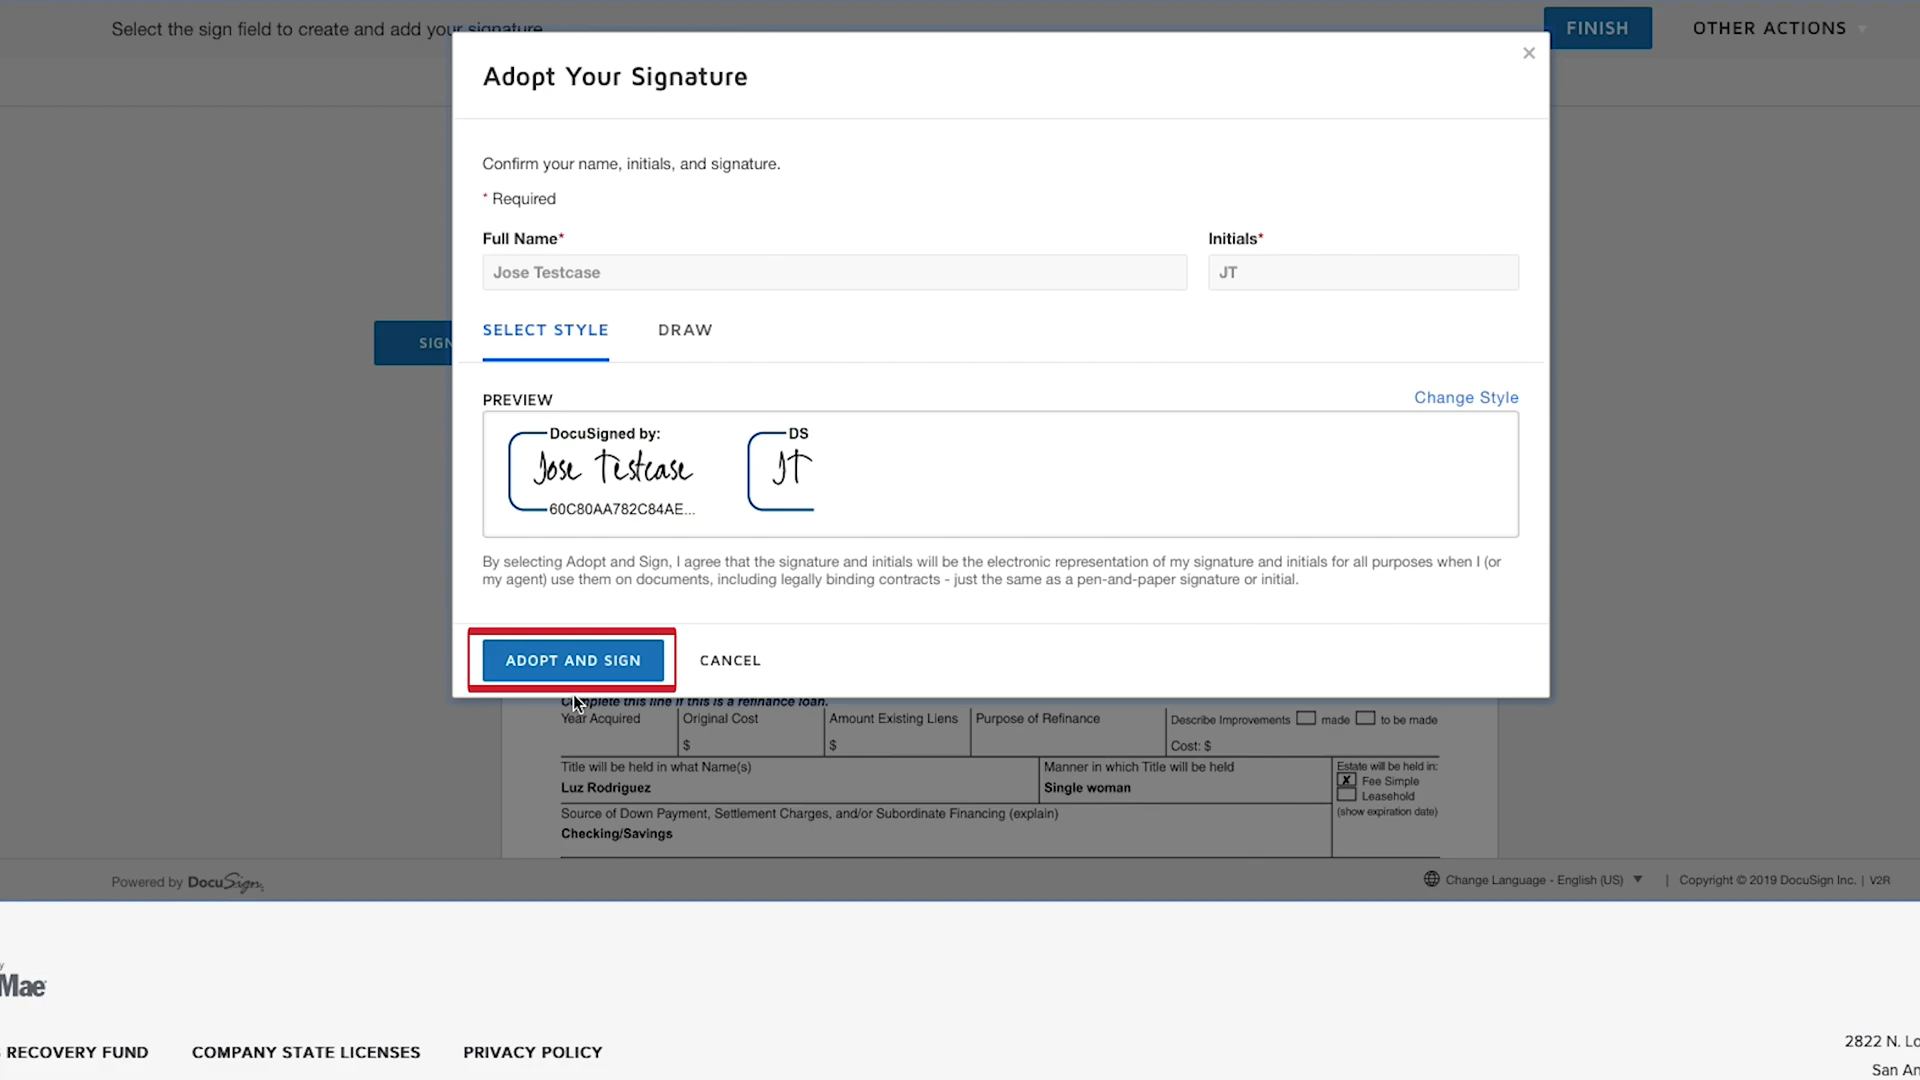 Select the sign field to create and add your signature
FINISH
OTHER ACTIONS
×
Adopt Your Signature
Confirm your name, initials, and signature.
* Required
Full Name*
Initials*
Jose Testcase
JT
SIGN
SELECT STYLE
DRAW
PREVIEW
Change Style
DocuSigned by:
DS
Jose Testcase
JT
60C80AA782C84AE...
By selecting Adopt and Sign, I agree that the signature and initials will be the electronic representation of my signature and initials for all purposes when I (or
my agent) use them on documents, including legally binding contracts - just the same as a pen-and-paper signature or initial.
ADOPT AND SIGN
CANCEL
Complete this line if this is a refinance loan.
Year Acquired
Original Cost
Amount Existing Liens
Purpose of Refinance
Describe Improvements
made
to be made
$
$
Cost: $
Title will be held in what Name(s)
Manner in which Title will be held
Estate will be held in:
Luz Rodriguez
Single woman
X Fee Simple
Leasehold
(show expiration date)
Source of Down Payment, Settlement Charges, and/or Subordinate Financing (explain)
Checking/Savings
Powered by DocuSign
Change Language - English (US)
| Copyright © 2019 DocuSign Inc. | V2R
y
Mae
RECOVERY FUND
COMPANY STATE LICENSES
PRIVACY POLICY
2822 N. Lo
San An